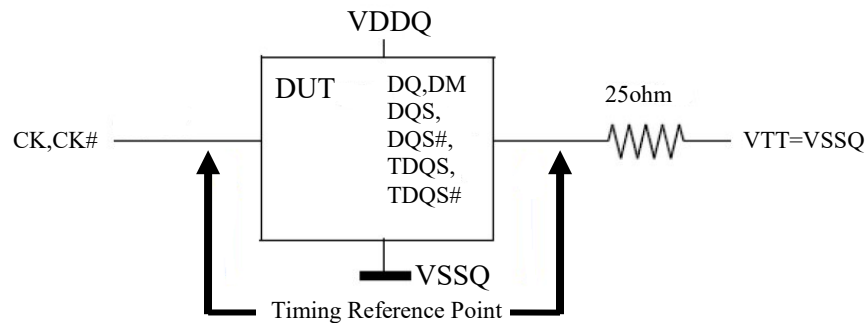 VDDQ
DUT
DQ,DM
DQS,
DQS#,
TDQS,
TDQS#
25ohm
CK,CK#
VTT=VSSQ
VSSQ
Timing Reference Point